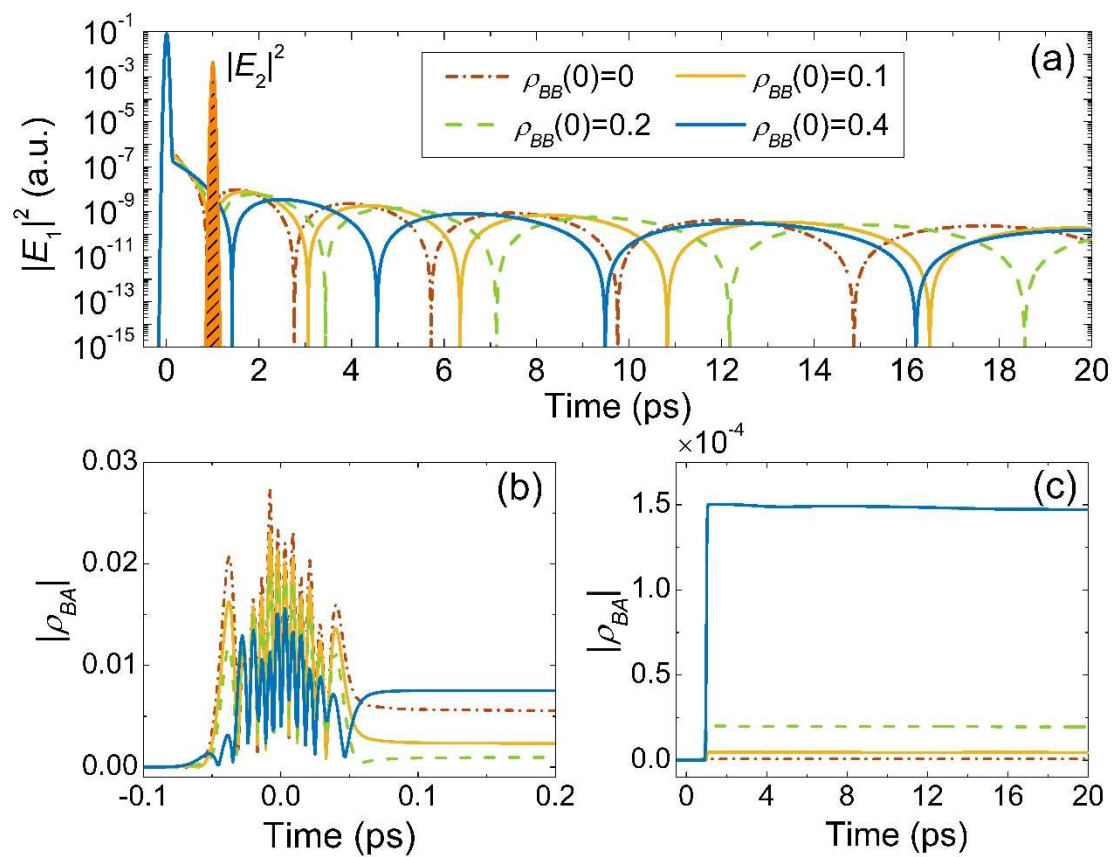 (a)
|E₂|²
ρ_BB(0)=0
ρ_BB(0)=0.1
ρ_BB(0)=0.2
ρ_BB(0)=0.4
|E₁|² (a.u.)
10⁻¹
10⁻³
10⁻⁵
10⁻⁷
10⁻⁹
10⁻¹¹
10⁻¹³
10⁻¹⁵
0 2 4 6 8 10 12 14 16 18 20
Time (ps)
(b)
|ρ_BA|
0.03
0.02
0.01
0.00
-0.1 0.0 0.1 0.2
Time (ps)
×10⁻⁴
(c)
|ρ_BA|
1.5
1.0
0.5
0.0
0 4 8 12 16 20
Time (ps)